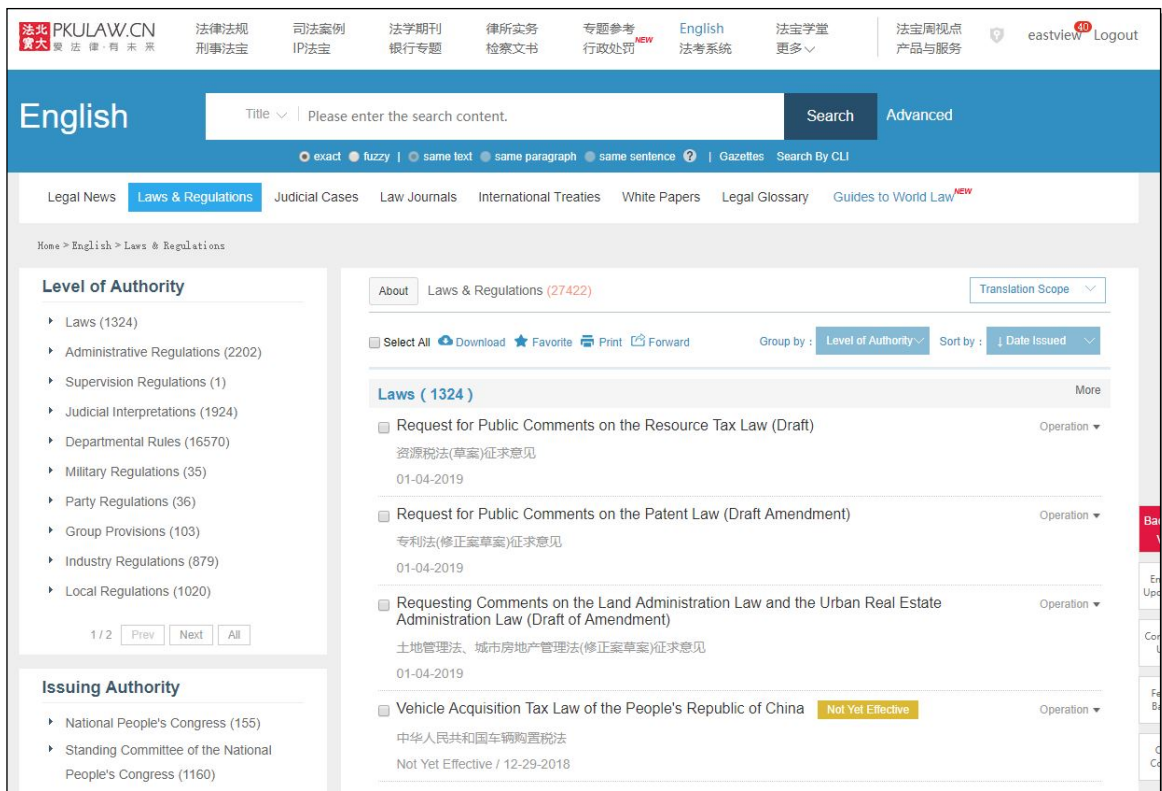 法北 PKULAW.CN 法律法规 司法案例 法学期刊 律所实务 专题参考 English 法宝学堂 法宝周视点 eastview 40 Logout
寶大 爱 法 律·有 未 来 刑事法宝 IP法宝 银行专题 检察文书 行政处罚 NEW 法考系统 更多 产品与服务
English Title Please enter the search content. Search Advanced
exact fuzzy | same text same paragraph same sentence ? | Gazettes Search By CLI
Legal News Laws & Regulations Judicial Cases Law Journals International Treaties White Papers Legal Glossary Guides to World Law NEW
Home > English > Laws & Regulations
Level of Authority
Laws (1324)
Administrative Regulations (2202)
Supervision Regulations (1)
Judicial Interpretations (1924)
Departmental Rules (16570)
Military Regulations (35)
Party Regulations (36)
Group Provisions (103)
Industry Regulations (879)
Local Regulations (1020)
1 / 2 Prev Next All
Issuing Authority
National People's Congress (155)
Standing Committee of the National
People's Congress (1160)
About Laws & Regulations (27422) Translation Scope
Select All Download Favorite Print Forward Group by : Level of Authority Sort by : ↓ Date Issued
Laws ( 1324 ) More
Request for Public Comments on the Resource Tax Law (Draft) Operation
资源税法(草案)征求意见
01-04-2019
Request for Public Comments on the Patent Law (Draft Amendment) Operation
专利法(修正案草案)征求意见
01-04-2019
Requesting Comments on the Land Administration Law and the Urban Real Estate Operation
Administration Law (Draft of Amendment)
土地管理法、城市房地产管理法(修正案草案)征求意见
01-04-2019
Vehicle Acquisition Tax Law of the People's Republic of China Not Yet Effective Operation
中华人民共和国车辆购置税法
Not Yet Effective / 12-29-2018